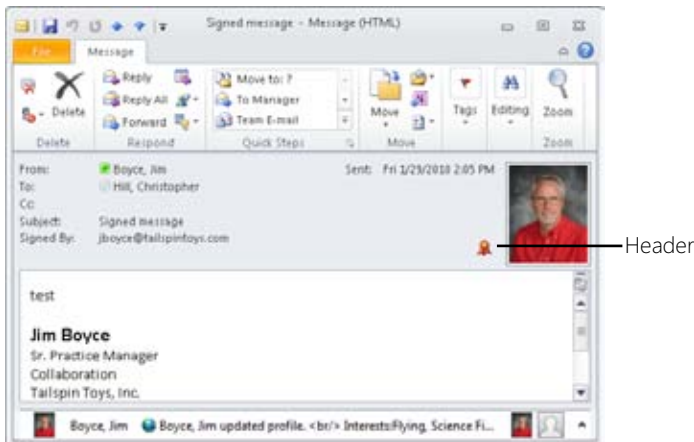 Signed message - Message (HTML)
File Message
Delete
Reply
Reply All
Forward
Move to: ?
To Manager
Team E-mail
Move
Tags
Editing
Zoom
Delete Respond Quick Steps Move Zoom
From: Boyce, Jim Sent: Fri 1/29/2010 2:05 PM
To: Hill, Christopher
Cc:
Subject: Signed message
Signed By: jboyce@tailspintoys.com
Header
test
Jim Boyce
Sr. Practice Manager
Collaboration
Tailspin Toys, Inc.
Boyce, Jim Boyce, Jim updated profile. <br/> Interests:Flying, Science Fi...